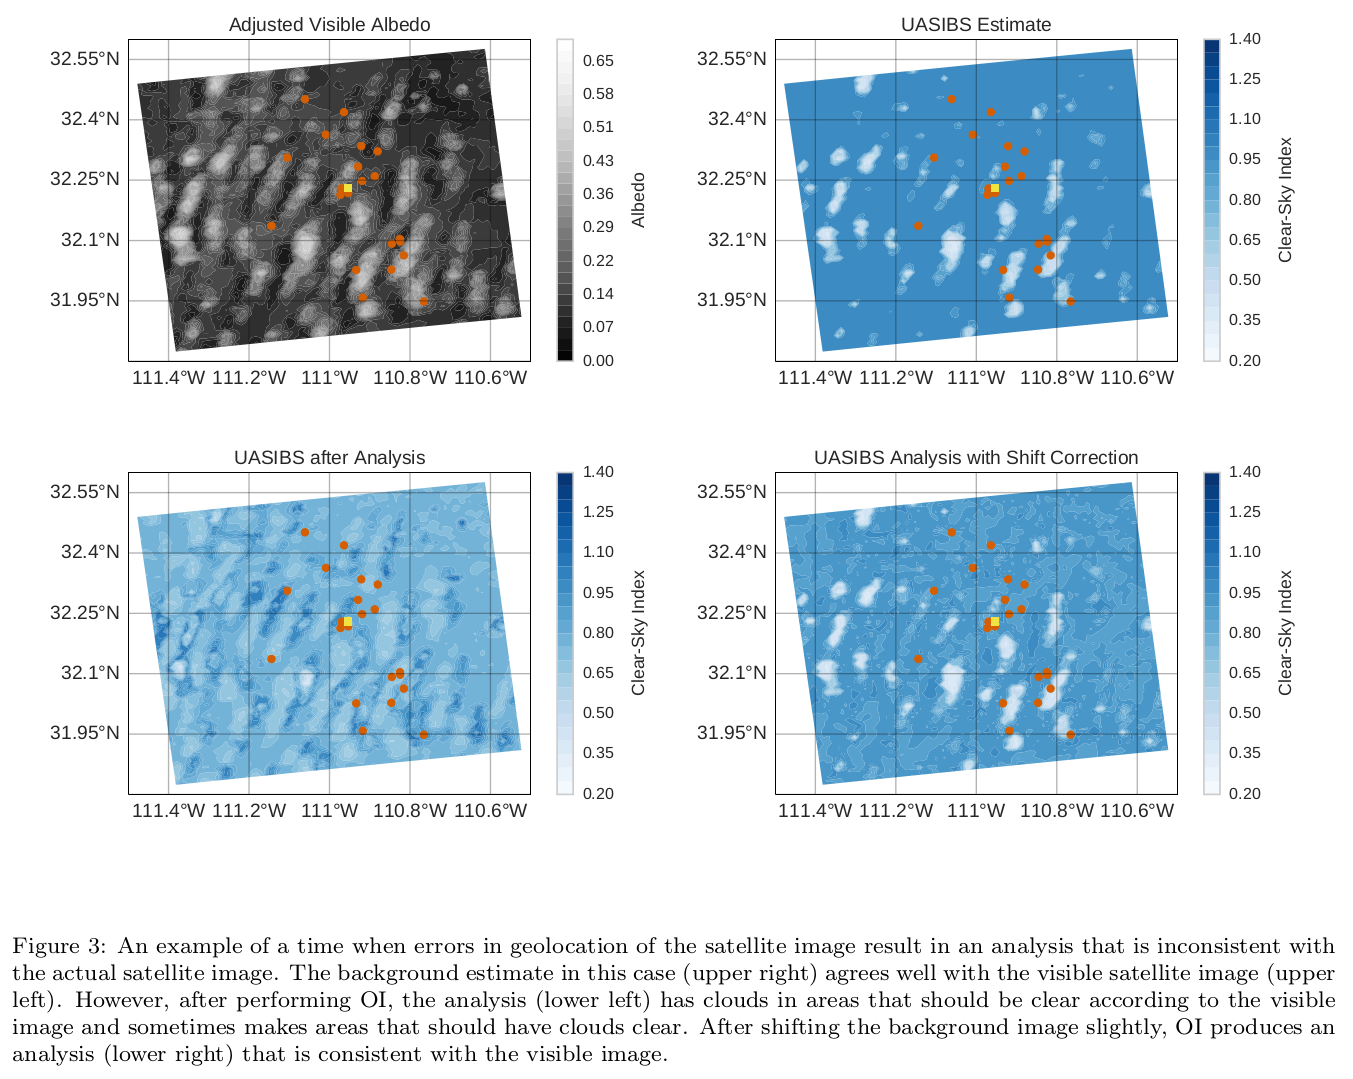 Adjusted Visible Albedo
32.55°N
32.4°N
32.25°N
32.1°N
31.95°N
111.4°W 111.2°W 111°W 110.8°W 110.6°W
0.65
0.58
0.51
0.43
0.36
0.29
0.22
0.14
0.07
0.00
Albedo
UASIBS Estimate
32.55°N
32.4°N
32.25°N
32.1°N
31.95°N
111.4°W 111.2°W 111°W 110.8°W 110.6°W
1.40
1.25
1.10
0.95
0.80
0.65
0.50
0.35
0.20
Clear-Sky Index
UASIBS after Analysis
32.55°N
32.4°N
32.25°N
32.1°N
31.95°N
111.4°W 111.2°W 111°W 110.8°W 110.6°W
1.40
1.25
1.10
0.95
0.80
0.65
0.50
0.35
0.20
Clear-Sky Index
UASIBS Analysis with Shift Correction
32.55°N
32.4°N
32.25°N
32.1°N
31.95°N
111.4°W 111.2°W 111°W 110.8°W 110.6°W
1.40
1.25
1.10
0.95
0.80
0.65
0.50
0.35
0.20
Clear-Sky Index
Figure 3: An example of a time when errors in geolocation of the satellite image result in an analysis that is inconsistent with
the actual satellite image. The background estimate in this case (upper right) agrees well with the visible satellite image (upper
left). However, after performing OI, the analysis (lower left) has clouds in areas that should be clear according to the visible
image and sometimes makes areas that should have clouds clear. After shifting the background image slightly, OI produces an
analysis (lower right) that is consistent with the visible image.